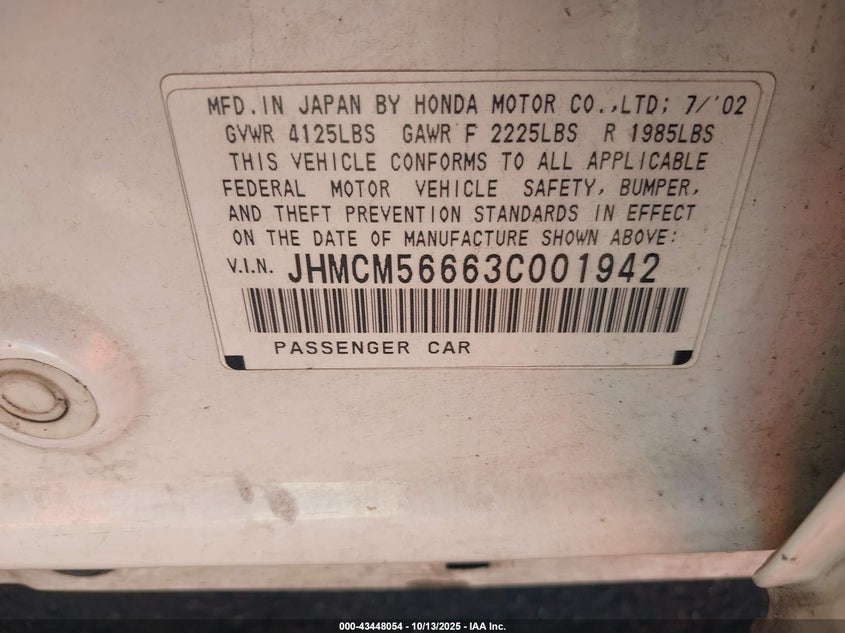 MFD. IN JAPAN BY HONDA MOTOR CO.,LTD; 7/'02
GVWR 4125LBS GAWR F 2225LBS R 1985LBS
THIS VEHICLE CONFORMS TO ALL APPLICABLE
FEDERAL MOTOR VEHICLE SAFETY, BUMPER,
AND THEFT PREVENTION STANDARDS IN EFFECT
ON THE DATE OF MANUFACTURE SHOWN ABOVE:
V.I.N. JHMCM56663C001942
PASSENGER CAR
000-43448054 - 10/13/2025 - IAA Inc.